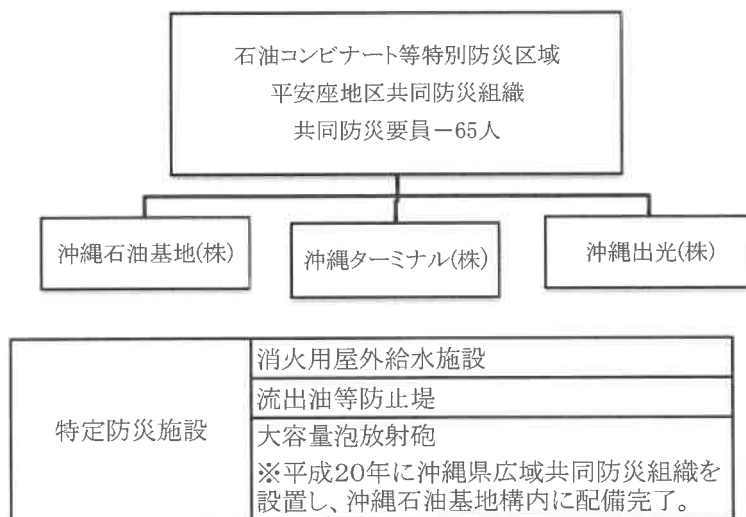 石油コンビナート等特別防災区域
平安座地区共同防災組織
共同防災要員－65人
沖縄石油基地(株)
沖縄ターミナル(株)
沖縄出光(株)
特定防災施設
消火用屋外給水施設
流出油等防止堤
大容量泡放射砲
※平成20年に沖縄県広域共同防災組織を
設置し、沖縄石油基地構内に配備完了。